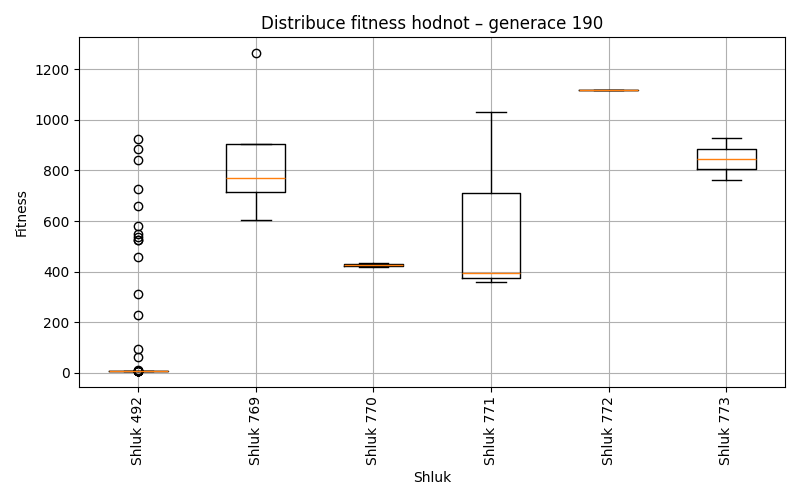 Distribuce fitness hodnot – generace 190
Fitness
1200
1000
800
600
400
200
0
Shluk 492
Shluk 769
Shluk 770
Shluk 771
Shluk 772
Shluk 773
Shluk